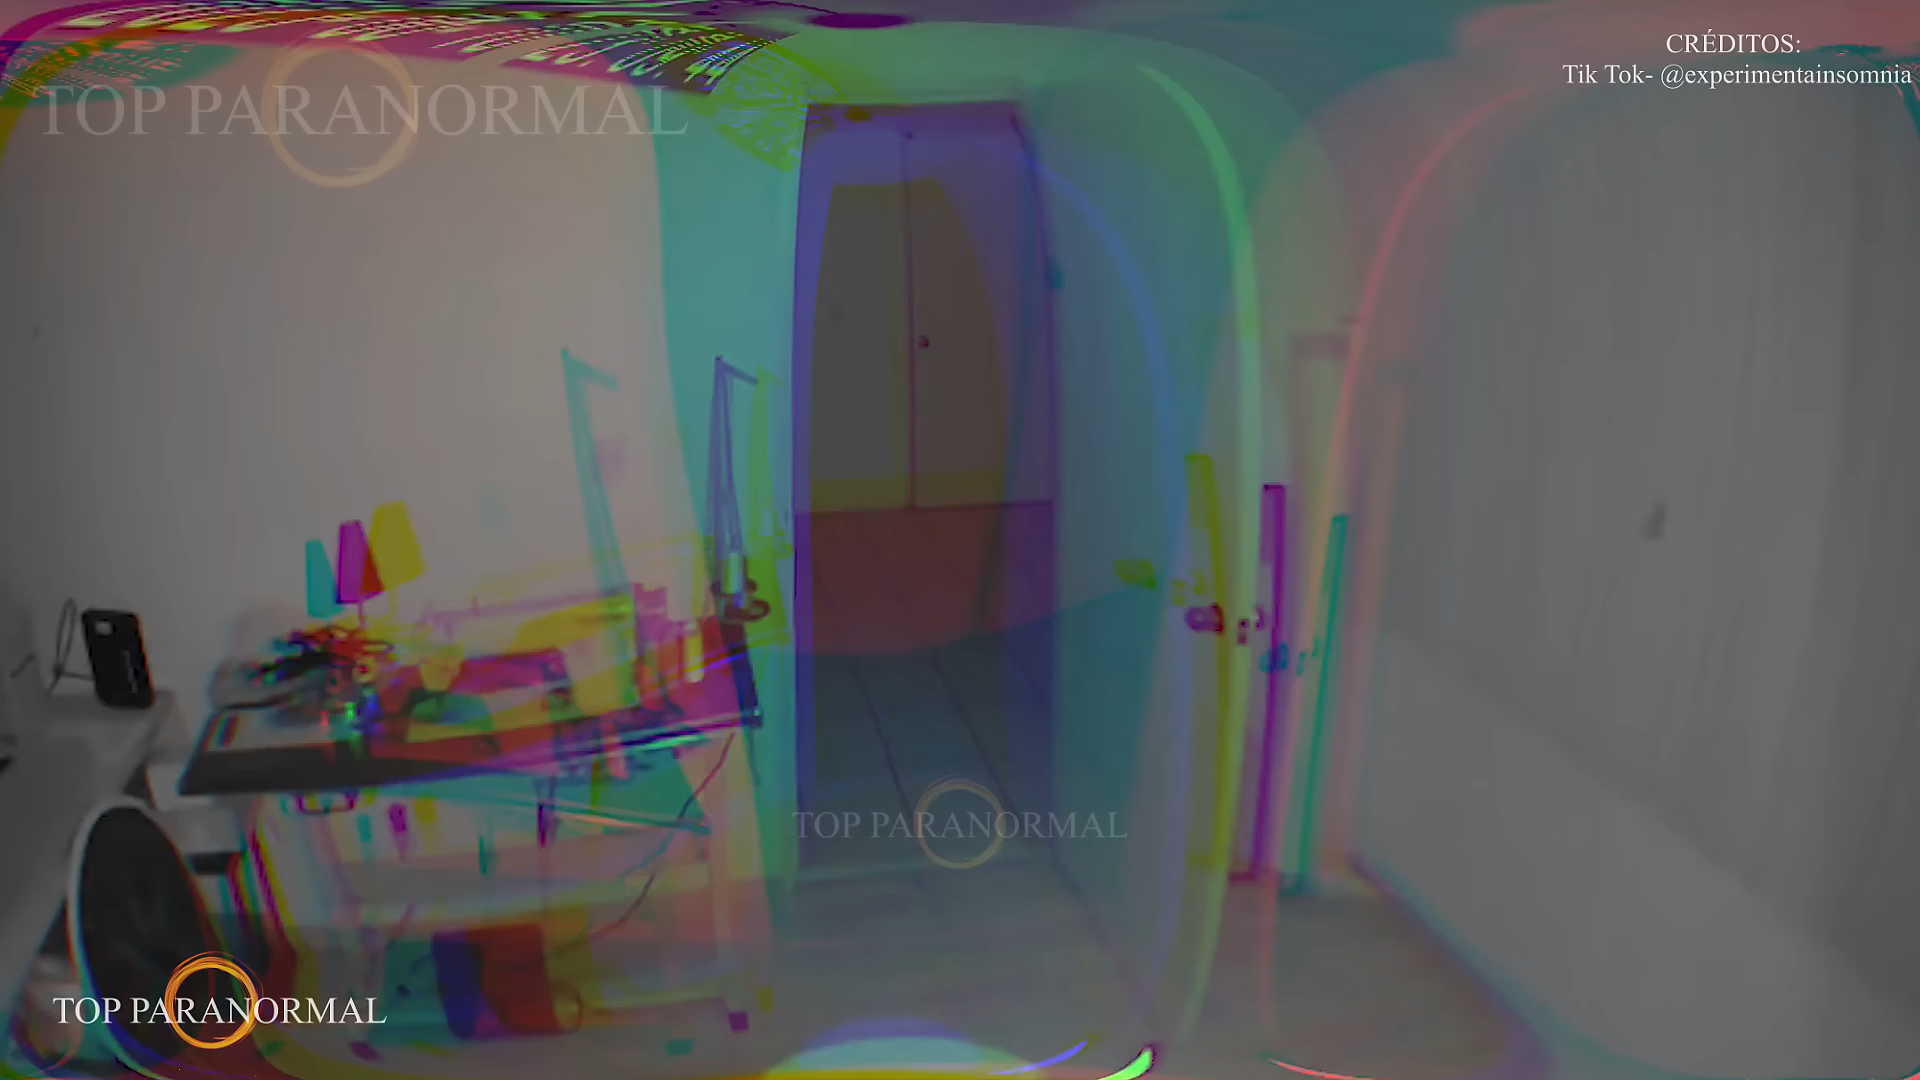 CRÉDITOS:
Tik Tok- @experimentainsomnia
TOP PARANORMAL
TOP PARANORMAL
TOP PARANORMAL